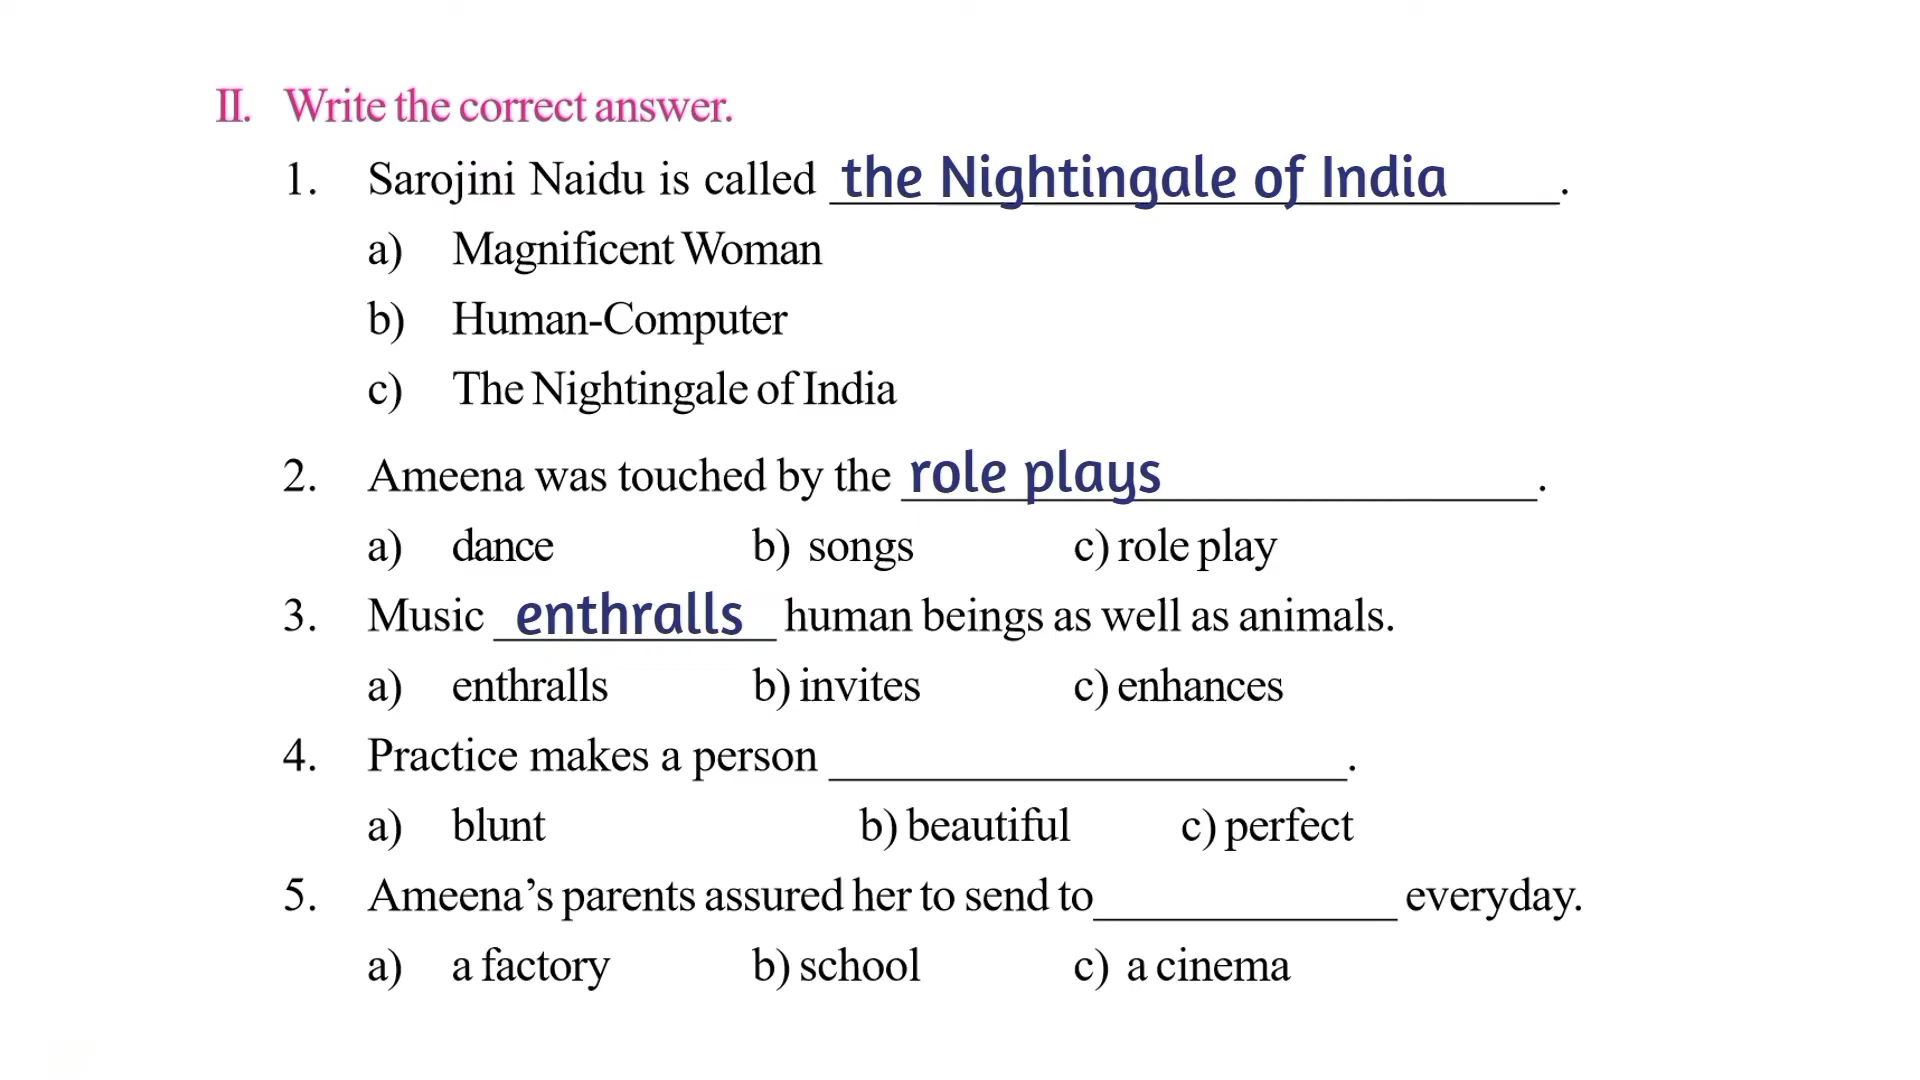 II. Write the correct answer.
1. Sarojini Naidu is called the Nightingale of India.
a) Magnificent Woman
b) Human-Computer
c) The Nightingale of India
2. Ameena was touched by the role plays.
a) dance b) songs c) role play
3. Music enthralls human beings as well as animals.
a) enthralls b) invites c) enhances
4. Practice makes a person ____________________.
a) blunt b) beautiful c) perfect
5. Ameena’s parents assured her to send to____________ everyday.
a) a factory b) school c) a cinema